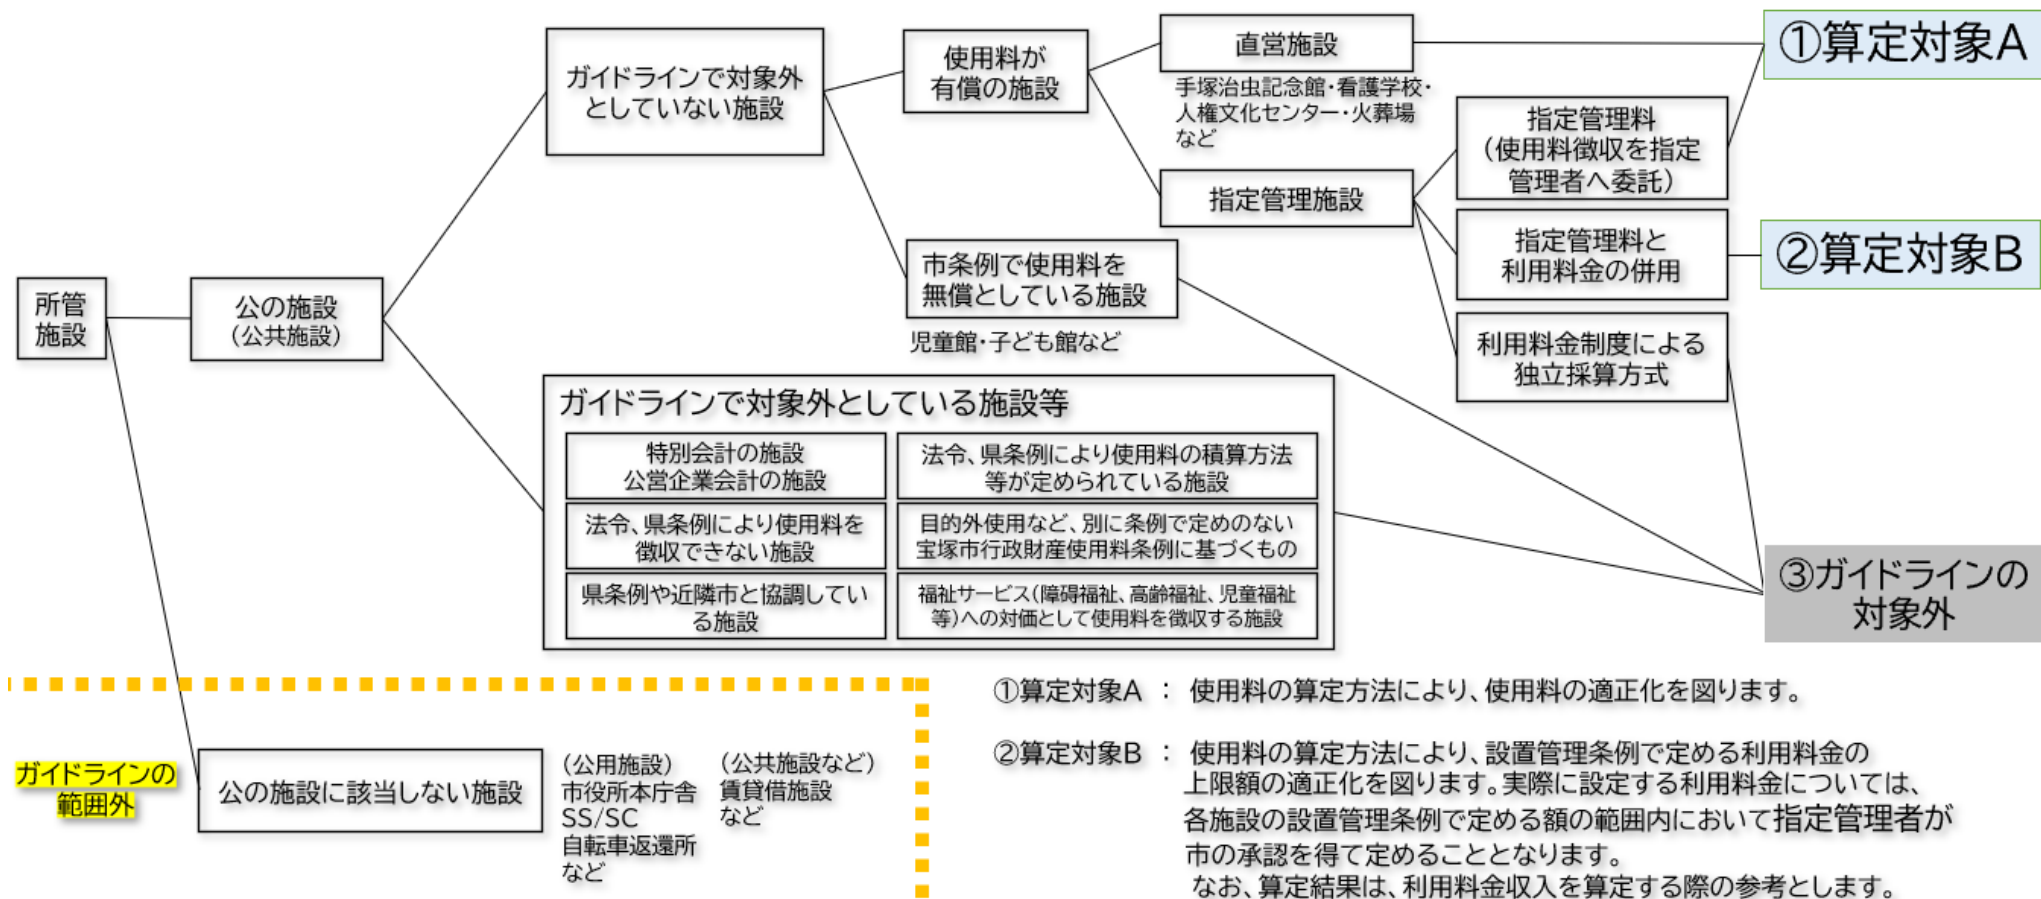 所管
施設
公の施設
（公共施設）
ガイドラインで対象外
としていない施設
使用料が
有償の施設
直営施設
手塚治虫記念館・看護学校・
人権文化センター・火葬場
など
指定管理施設
指定管理料
（使用料徴収を指定
管理者へ委託）
指定管理料と
利用料金の併用
利用料金制度による
独立採算方式
①算定対象A
②算定対象B
③ガイドラインの
対象外
市条例で使用料を
無償としている施設
児童館・子ども館など
ガイドラインで対象外としている施設等
特別会計の施設
公営企業会計の施設
法令、県条例により使用料の積算方法
等が定められている施設
法令、県条例により使用料を
徴収できない施設
目的外使用など、別に条例で定めのない
宝塚市行政財産使用料条例に基づくもの
県条例や近隣市と協調してい
る施設
福祉サービス（障碍福祉、高齢福祉、児童福祉
等）への対価として使用料を徴収する施設
ガイドラインの
範囲外
公の施設に該当しない施設
（公用施設）
市役所本庁舎
SS/SC
自転車返還所
など
（公共施設など）
賃貸借施設
など
①算定対象A ： 使用料の算定方法により、使用料の適正化を図ります。
②算定対象B ： 使用料の算定方法により、設置管理条例で定める利用料金の
上限額の適正化を図ります。実際に設定する利用料金については、
各施設の設置管理条例で定める額の範囲内において指定管理者が
市の承認を得て定めることとなります。
なお、算定結果は、利用料金収入を算定する際の参考とします。